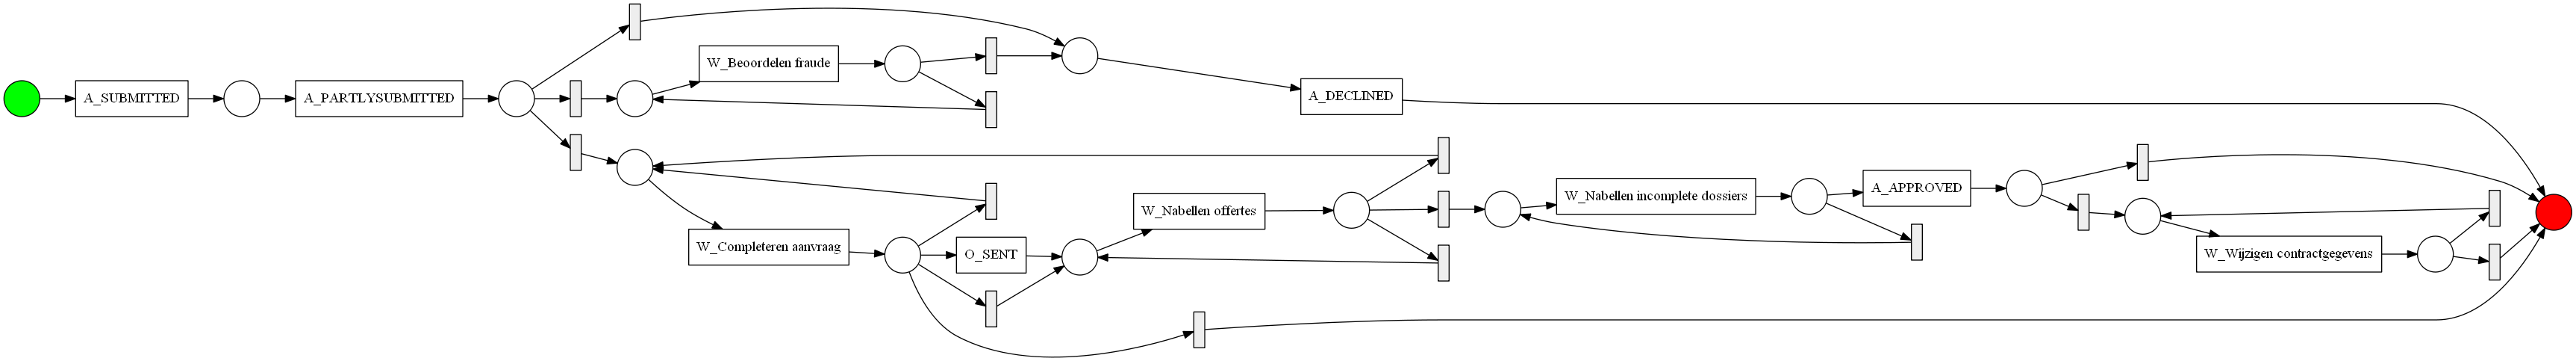 A_SUBMITTED
A_PARTLYSUBMITTED
W_Beoordelen fraude
A_DECLINED
W_Completeren aanvraag
O_SENT
W_Nabellen offertes
W_Nabellen incomplete dossiers
A_APPROVED
W_Wijzigen contractgegevens